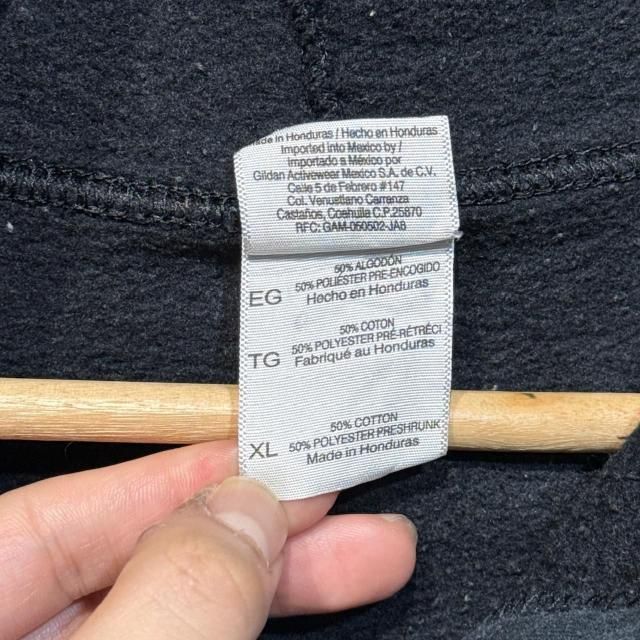 in Honduras / Hecho en Honduras
Imported into Mexico by /
Importado a México por
Gildan Activewear Mexico S.A. de C.V.
Calle 5 de Febrero #147
Col. Venustiano Carranza
Castaños, Coahuila C.P. 25870
RFC: GAM-050502-JA8
50% ALGODÓN
50% POLIÉSTER PRE-ENCOGIDO
EG Hecho en Honduras
50% COTON
50% POLYESTER PRÉ-RÉTRÉCI
TG Fabriqué au Honduras
50% COTTON
50% POLYESTER PRESHRUNK
XL Made in Honduras